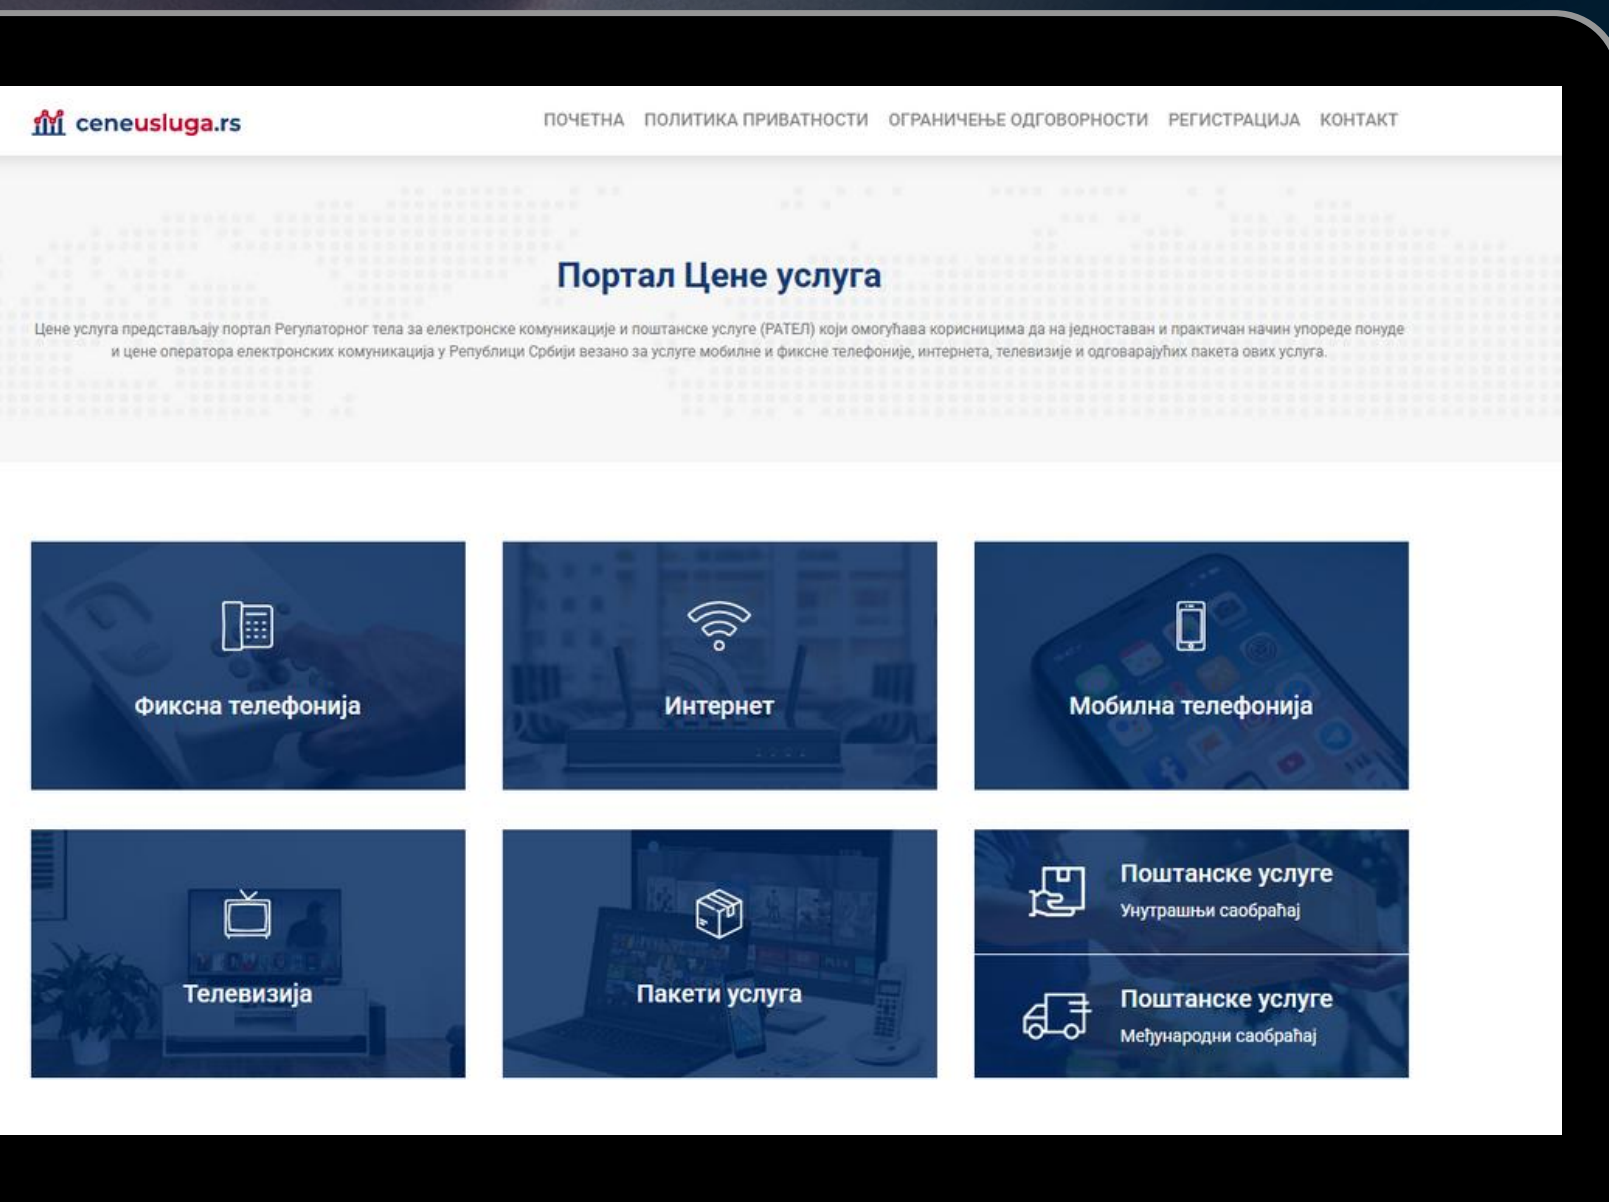 ceneusluga.rs
ПОЧЕТНА ПОЛИТИКА ПРИВАТНОСТИ ОГРАНИЧЕЊЕ ОДГОВОРНОСТИ РЕГИСТРАЦИЈА КОНТАКТ
Портал Цене услуга
Цене услуга представљају портал Регулаторног тела за електронске комуникације и поштанске услуге (РАТЕЛ) који омогућава корисницима да на једноставан и практичан начин упореде понуде
и цене оператора електронских комуникација у Републици Србији везано за услуге мобилне и фиксне телефоније, интернета, телевизије и одговарајућих пакета ових услуга.
Фиксна телефонија
Интернет
Мобилна телефонија
Телевизија
Пакети услуга
Поштанске услуге
Унутрашњи саобраћај
Поштанске услуге
Међународни саобраћај